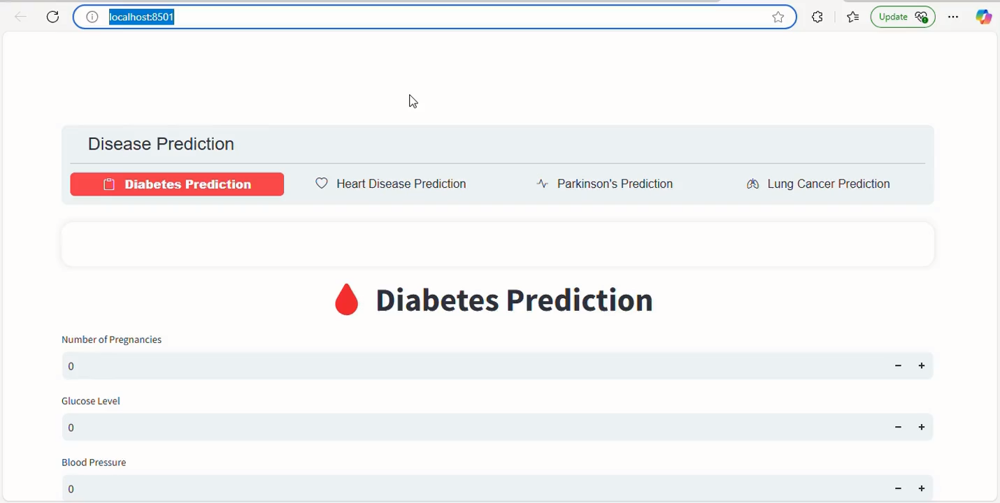 localhost:8501
Update
Disease Prediction
Diabetes Prediction
Heart Disease Prediction
Parkinson's Prediction
Lung Cancer Prediction
Diabetes Prediction
Number of Pregnancies
0
Glucose Level
0
Blood Pressure
0